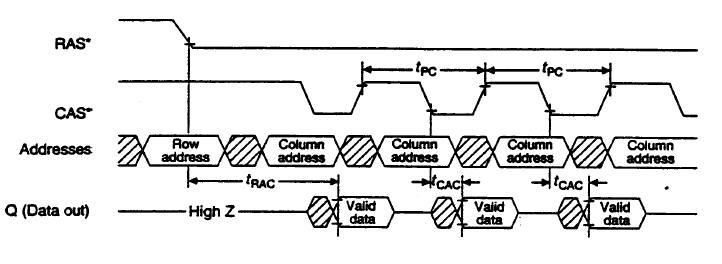 RAS*
tPC
tPC
CAS*
Addresses
Row address
Column address
Column address
Column address
Column address
tRAC
tCAC
tCAC
Q (Data out)
High Z
Valid data
Valid data
Valid data